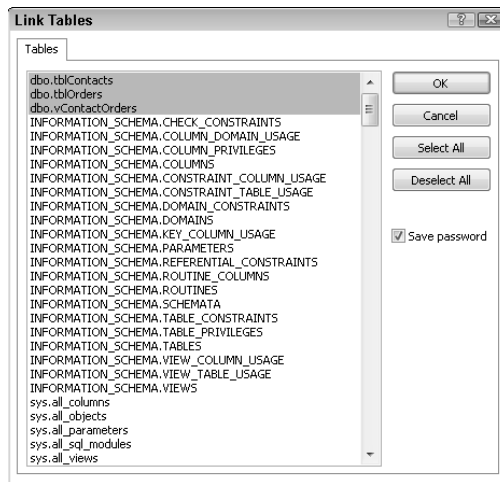 Link Tables
Tables
dbo.tblContacts
dbo.tblOrders
dbo.vContactOrders
INFORMATION_SCHEMA.CHECK_CONSTRAINTS
INFORMATION_SCHEMA.COLUMN_DOMAIN_USAGE
INFORMATION_SCHEMA.COLUMN_PRIVILEGES
INFORMATION_SCHEMA.COLUMNS
INFORMATION_SCHEMA.CONSTRAINT_COLUMN_USAGE
INFORMATION_SCHEMA.CONSTRAINT_TABLE_USAGE
INFORMATION_SCHEMA.DOMAIN_CONSTRAINTS
INFORMATION_SCHEMA.DOMAINS
INFORMATION_SCHEMA.KEY_COLUMN_USAGE
INFORMATION_SCHEMA.PARAMETERS
INFORMATION_SCHEMA.REFERENTIAL_CONSTRAINTS
INFORMATION_SCHEMA.ROUTINE_COLUMNS
INFORMATION_SCHEMA.ROUTINES
INFORMATION_SCHEMA.SCHEMATA
INFORMATION_SCHEMA.TABLE_CONSTRAINTS
INFORMATION_SCHEMA.TABLE_PRIVILEGES
INFORMATION_SCHEMA.TABLES
INFORMATION_SCHEMA.VIEW_COLUMN_USAGE
INFORMATION_SCHEMA.VIEW_TABLE_USAGE
INFORMATION_SCHEMA.VIEWS
sys.all_columns
sys.all_objects
sys.all_parameters
sys.all_sql_modules
sys.all_views
OK
Cancel
Select All
Deselect All
Save password